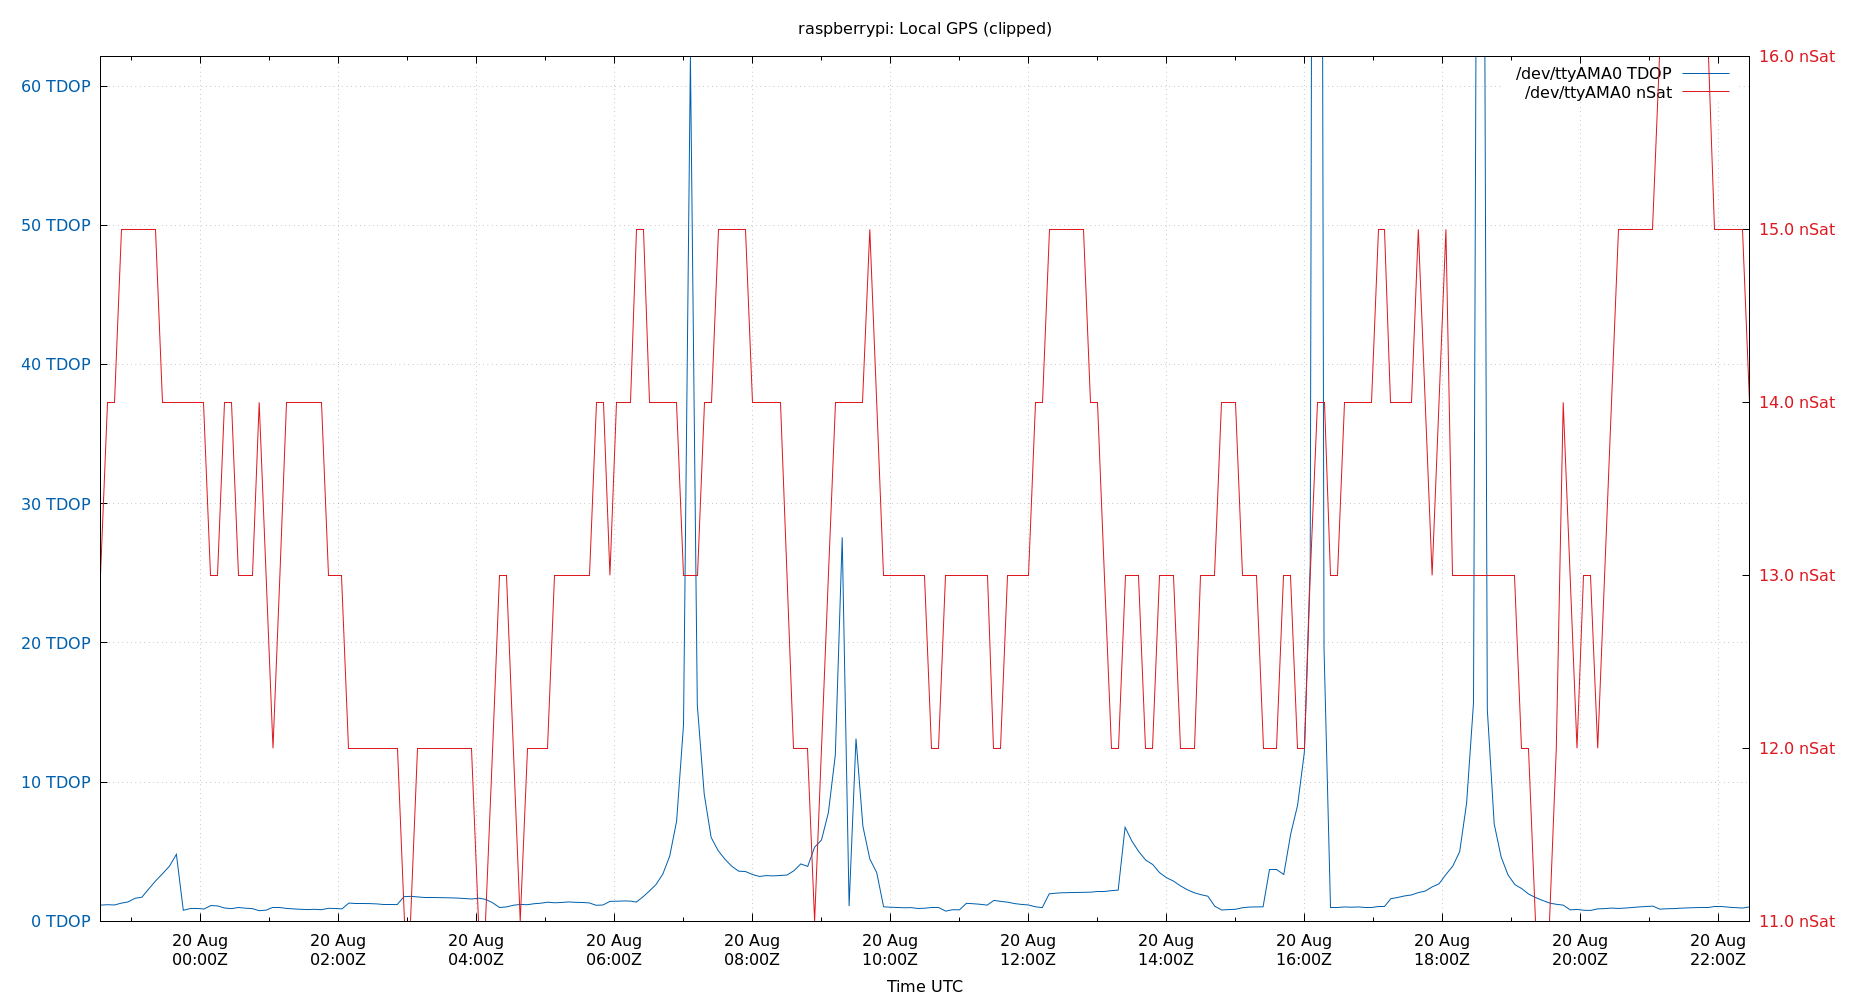 raspberrypi: Local GPS (clipped)
/dev/ttyAMA0 TDOP
/dev/ttyAMA0 nSat
60 TDOP
50 TDOP
40 TDOP
30 TDOP
20 TDOP
10 TDOP
0 TDOP
16.0 nSat
15.0 nSat
14.0 nSat
13.0 nSat
12.0 nSat
11.0 nSat
20 Aug
00:00Z
20 Aug
02:00Z
20 Aug
04:00Z
20 Aug
06:00Z
20 Aug
08:00Z
20 Aug
10:00Z
20 Aug
12:00Z
20 Aug
14:00Z
20 Aug
16:00Z
20 Aug
18:00Z
20 Aug
20:00Z
20 Aug
22:00Z
Time UTC